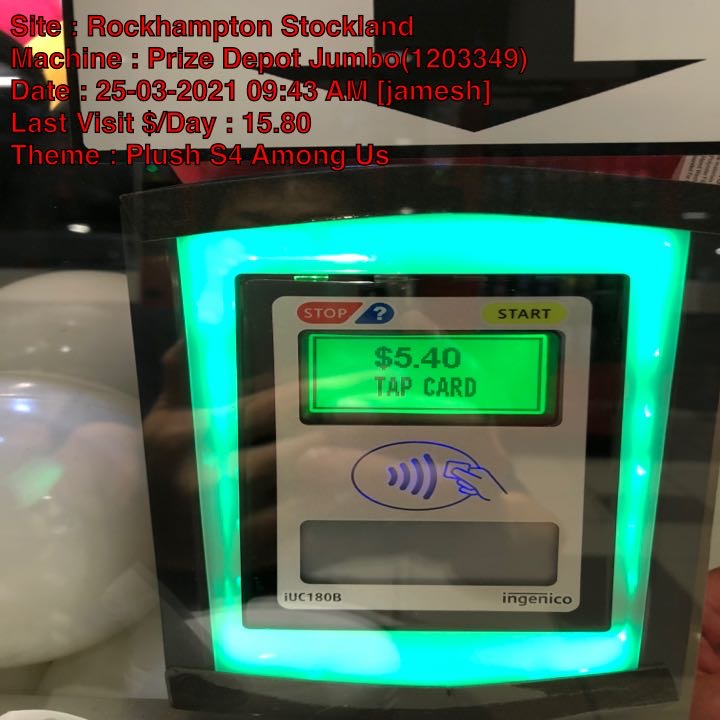 Site : Rockhampton Stockland
Machine : Prize Depot Jumbo(1203349)
Date : 25-03-2021 09:43 AM [jamesh]
Last Visit $/Day : 15.80
Theme : Plush S4 Among Us
STOP ? START
$5.40
TAP CARD
iUC180B ingenico